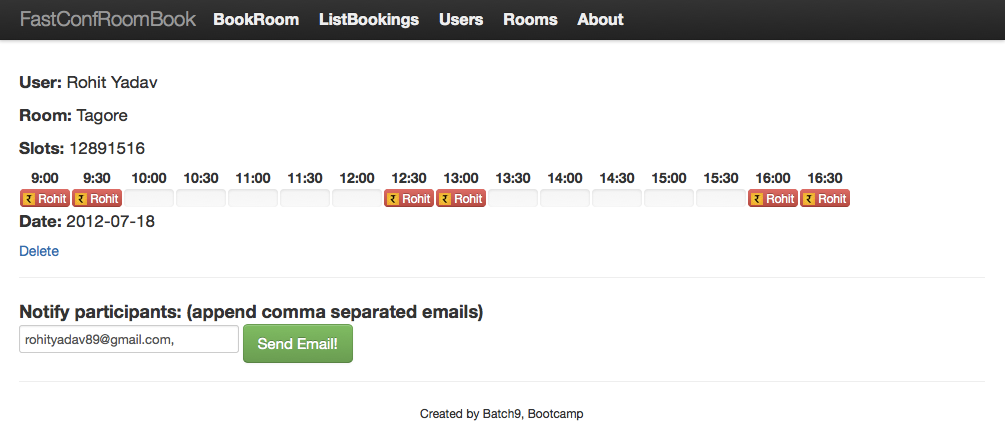 FastConfRoomBook BookRoom ListBookings Users Rooms About
User: Rohit Yadav
Room: Tagore
Slots: 12891516
9:00 9:30 10:00 10:30 11:00 11:30 12:00 12:30 13:00 13:30 14:00 14:30 15:00 15:30 16:00 16:30
₹ Rohit ₹ Rohit ₹ Rohit ₹ Rohit ₹ Rohit ₹ Rohit
Date: 2012-07-18
Delete
Notify participants: (append comma separated emails)
rohityadav89@gmail.com, Send Email!
Created by Batch9, Bootcamp